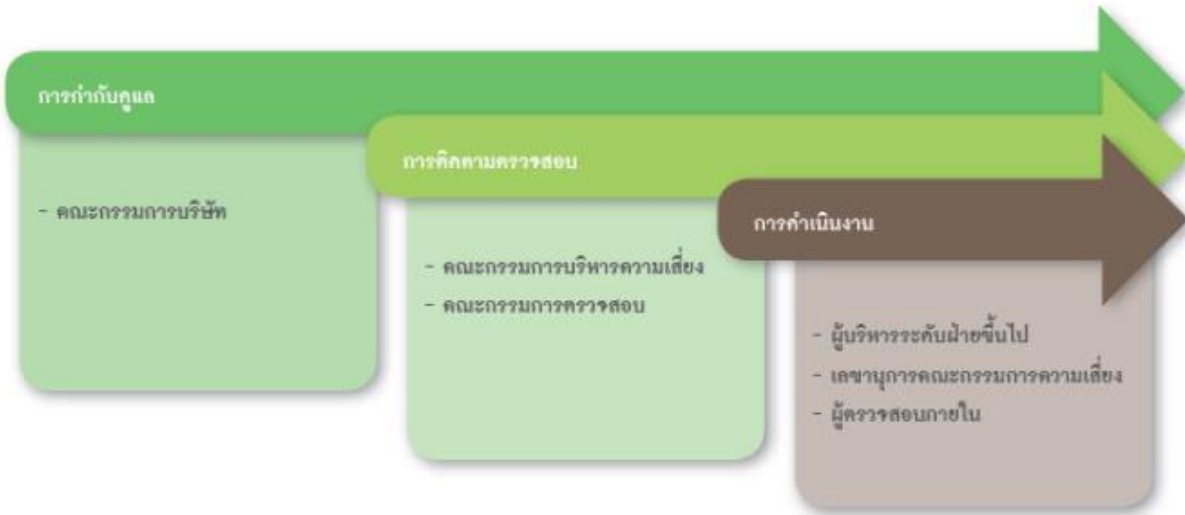 การกำกับดูแล
- คณะกรรมการบริษัท
การติดตามตรวจสอบ
- คณะกรรมการบริหารความเสี่ยง
- คณะกรรมการตรวจสอบ
การดำเนินงาน
- ผู้บริหารระดับฝ่ายขึ้นไป
- เลขานุการคณะกรรมการความเสี่ยง
- ผู้ตรวจสอบภายใน